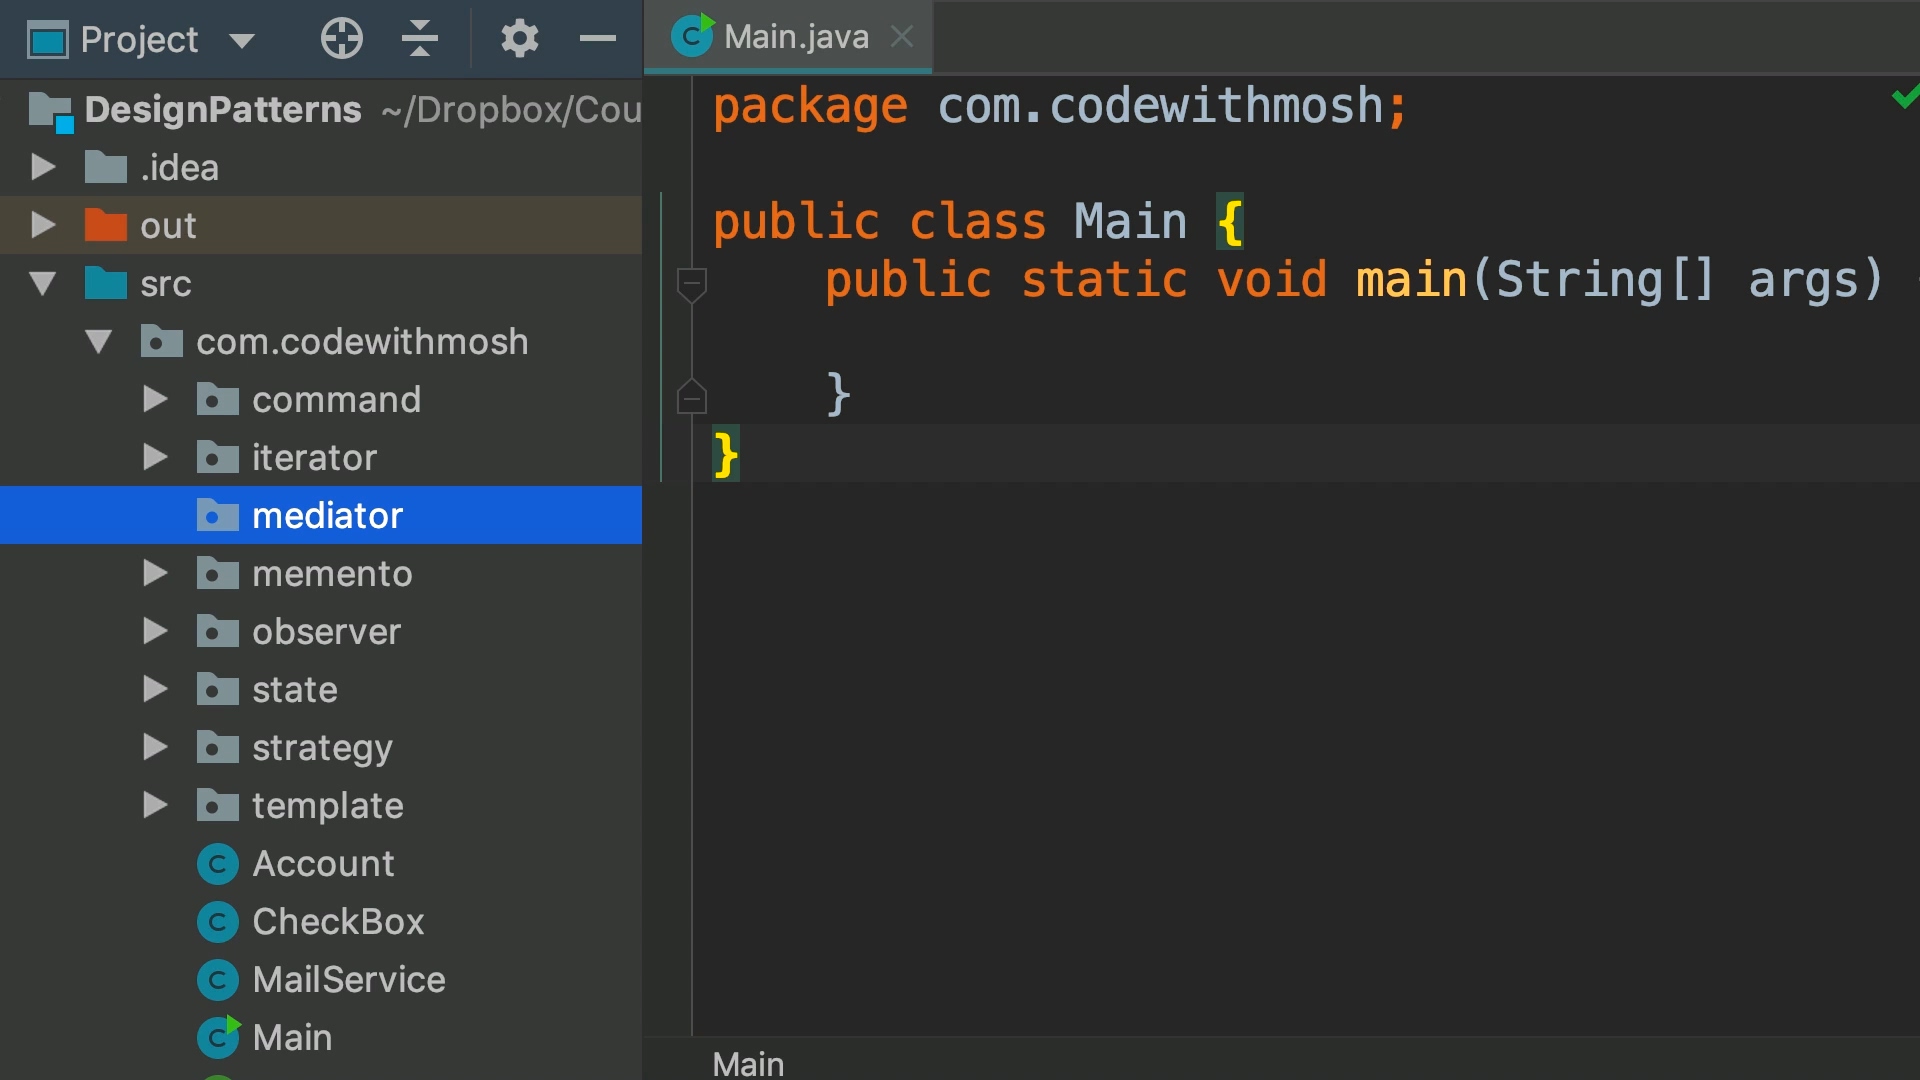 Project
DesignPatterns ~/Dropbox/Cou
.idea
out
src
com.codewithmosh
command
iterator
mediator
memento
observer
state
strategy
template
Account
CheckBox
MailService
Main
Main.java
package com.codewithmosh;
public class Main {
public static void main(String[] args)
}
}
Main